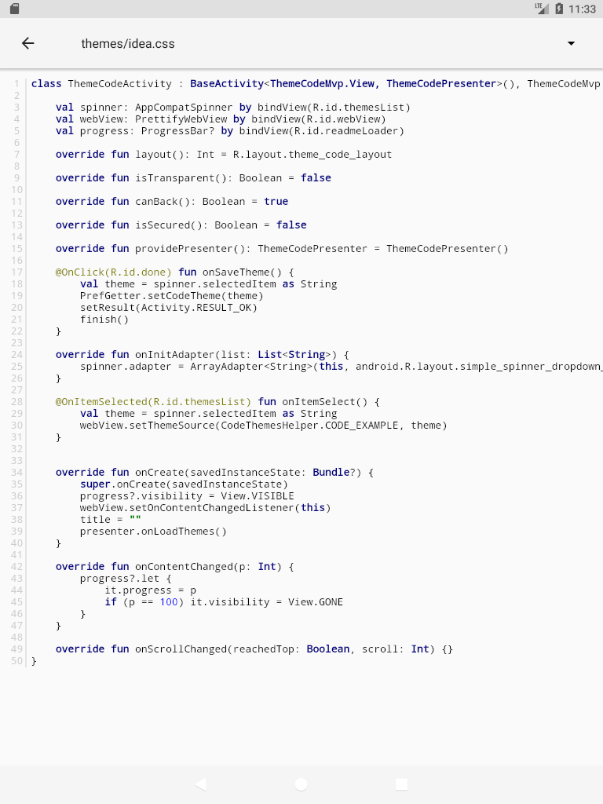 LTE 11:33
themes/idea.css
1 class ThemeCodeActivity : BaseActivity<ThemeCodeMvp.View, ThemeCodePresenter>(), ThemeCodeMvp
2
3 val spinner: AppCompatSpinner by bindView(R.id.themesList)
4 val webView: PrettifyWebView by bindView(R.id.webView)
5 val progress: ProgressBar? by bindView(R.id.readmeLoader)
6
7 override fun layout(): Int = R.layout.theme_code_layout
8
9 override fun isTransparent(): Boolean = false
10
11 override fun canBack(): Boolean = true
12
13 override fun isSecured(): Boolean = false
14
15 override fun providePresenter(): ThemeCodePresenter = ThemeCodePresenter()
16
17 @OnClick(R.id.done) fun onSaveTheme() {
18 val theme = spinner.selectedItem as String
19 PrefGetter.setCodeTheme(theme)
20 setResult(Activity.RESULT_OK)
21 finish()
22 }
23
24 override fun onInitAdapter(list: List<String>) {
25 spinner.adapter = ArrayAdapter<String>(this, android.R.layout.simple_spinner_dropdown_
26 }
27
28 @OnItemSelected(R.id.themesList) fun onItemSelect() {
29 val theme = spinner.selectedItem as String
30 webView.setThemeSource(CodeThemesHelper.CODE_EXAMPLE, theme)
31 }
32
33
34 override fun onCreate(savedInstanceState: Bundle?) {
35 super.onCreate(savedInstanceState)
36 progress?.visibility = View.VISIBLE
37 webView.setOnContentChangedListener(this)
38 title = ""
39 presenter.onLoadThemes()
40 }
41
42 override fun onContentChanged(p: Int) {
43 progress?.let {
44 it.progress = p
45 if (p == 100) it.visibility = View.GONE
46 }
47 }
48
49 override fun onScrollChanged(reachedTop: Boolean, scroll: Int) {}
50 }